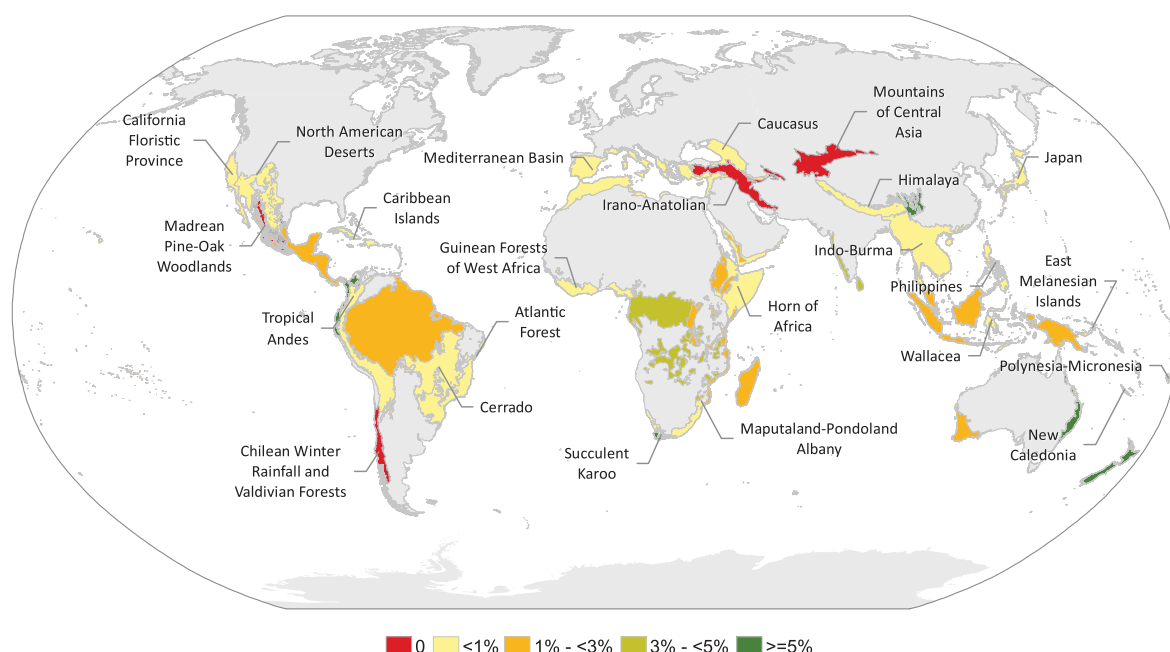 Mountains
of Central
Asia
California
Floristic
Province
North American
Deserts
Caucasus
Mediterranean Basin
Japan
Himalaya
Caribbean
Islands
Irano-Anatolian
Madrean
Pine-Oak
Woodlands
Guinean Forests
of West Africa
Indo-Burma
East
Melanesian
Islands
Philippines
Tropical
Andes
Atlantic
Forest
Horn of
Africa
Wallacea
Polynesia-Micronesia
Cerrado
Maputaland-Pondoland
Albany
New
Caledonia
Chilean Winter
Rainfall and
Valdivian Forests
Succulent
Karoo
0 <1% 1% - <3% 3% - <5% >=5%